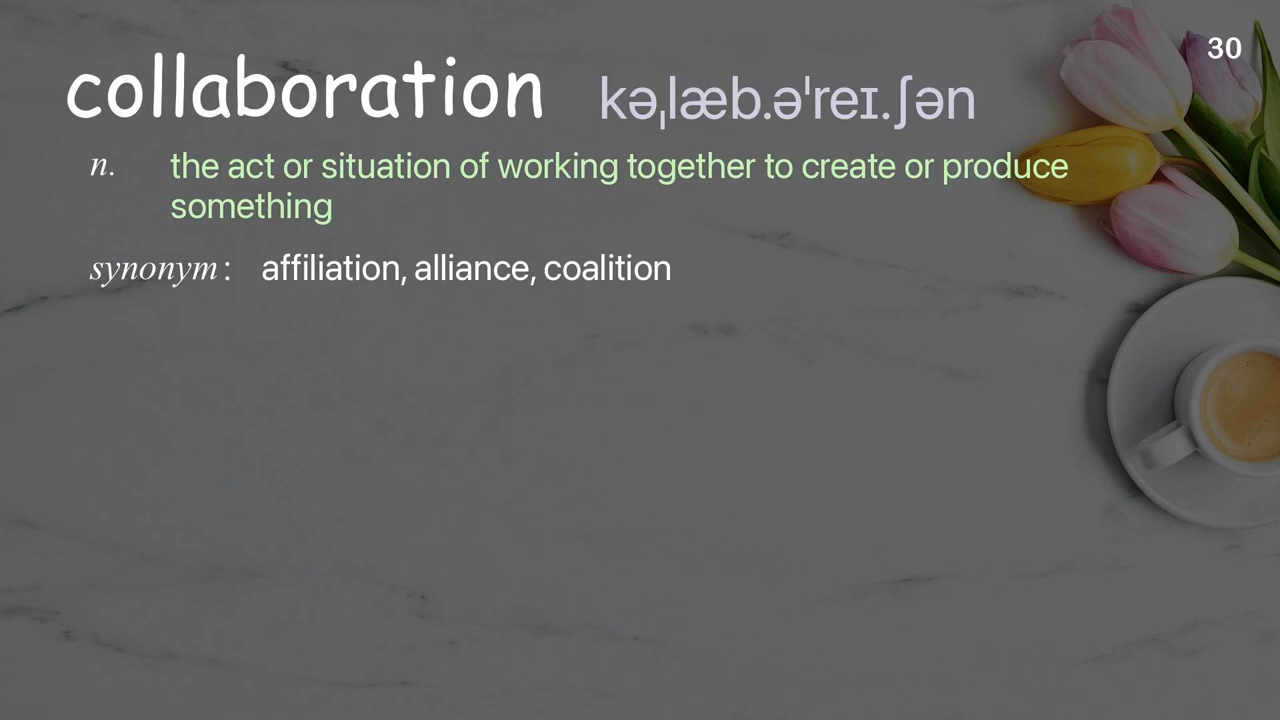 30
collaboration kəˌlæb.əˈreɪ.ʃən
n. the act or situation of working together to create or produce
something
synonym : affiliation, alliance, coalition